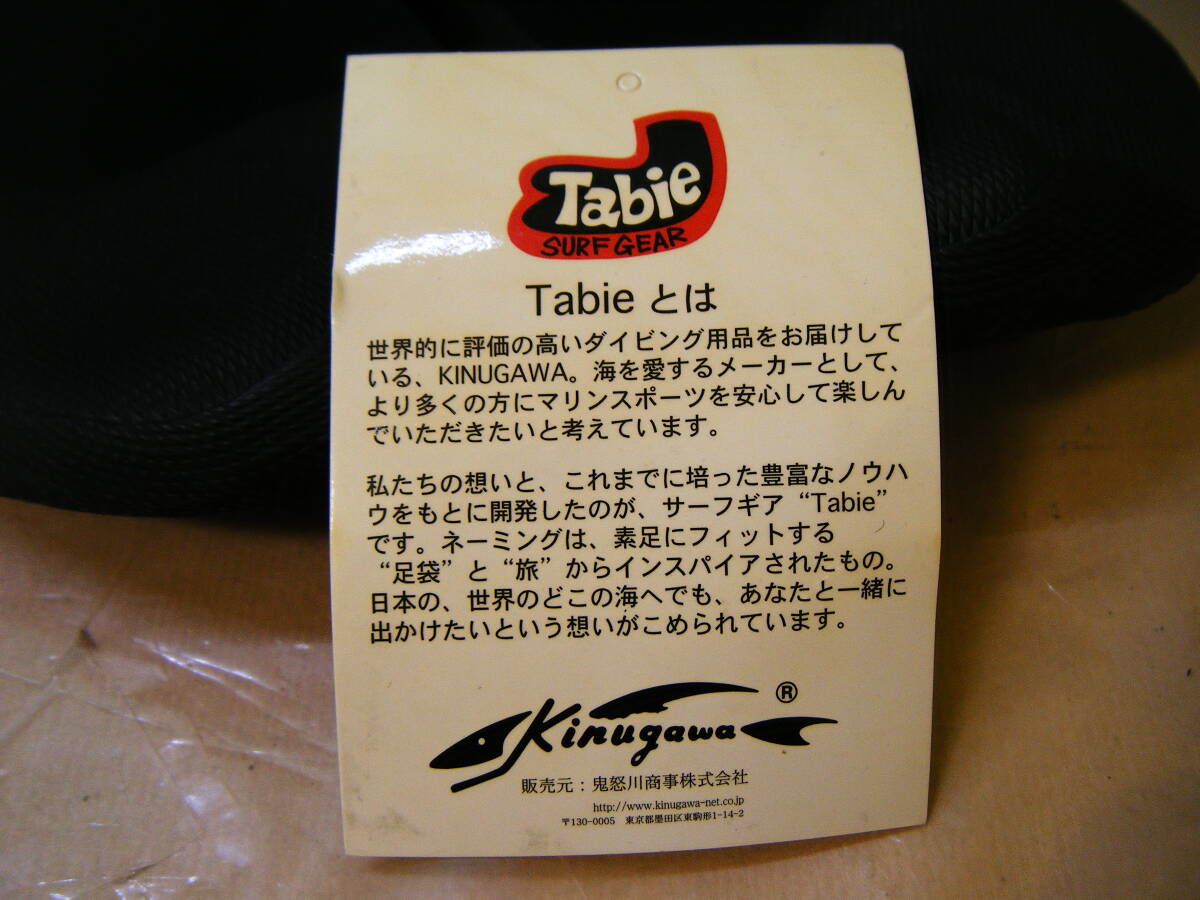 Tabie
SURF GEAR
Tabie とは
世界的に評価の高いダイビング用品をお届けして
いる、KINUGAWA。海を愛するメーカーとして、
より多くの方にマリンスポーツを安心して楽しん
でいただきたいと考えています。
私たちの想いと、これまでに培った豊富なノウハ
ウをもとに開発したのが、サーフギア“Tabie”
です。ネーミングは、素足にフィットする
“足袋”と“旅”からインスパイアされたもの。
日本の、世界のどこの海へでも、あなたと一緒に
出かけたいという想いがこめられています。
Kinugawa ®
販売元：鬼怒川商事株式会社
http://www.kinugawa-net.co.jp
〒130-0005 東京都墨田区東駒形1-14-2